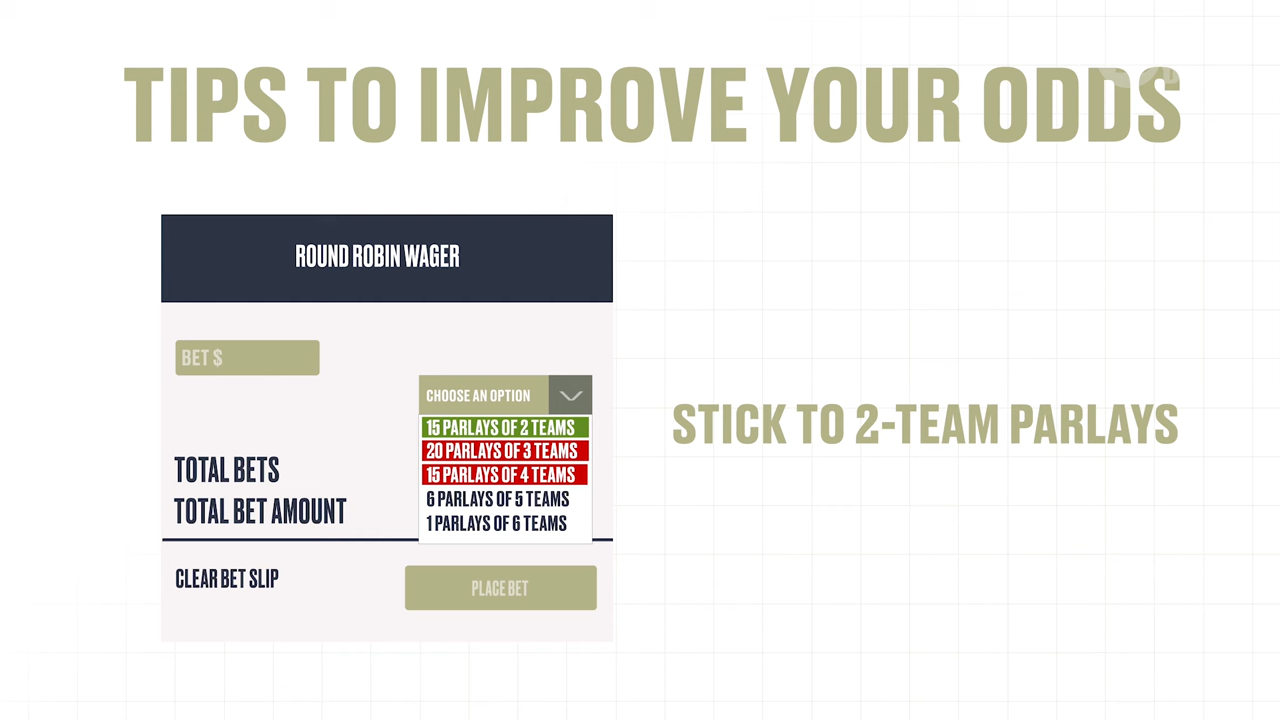 TIPS TO IMPROVE YOUR ODDS
ROUND ROBIN WAGER
BET $
CHOOSE AN OPTION
15 PARLAYS OF 2 TEAMS
20 PARLAYS OF 3 TEAMS
15 PARLAYS OF 4 TEAMS
6 PARLAYS OF 5 TEAMS
1 PARLAYS OF 6 TEAMS
TOTAL BETS
TOTAL BET AMOUNT
CLEAR BET SLIP
PLACE BET
STICK TO 2-TEAM PARLAYS